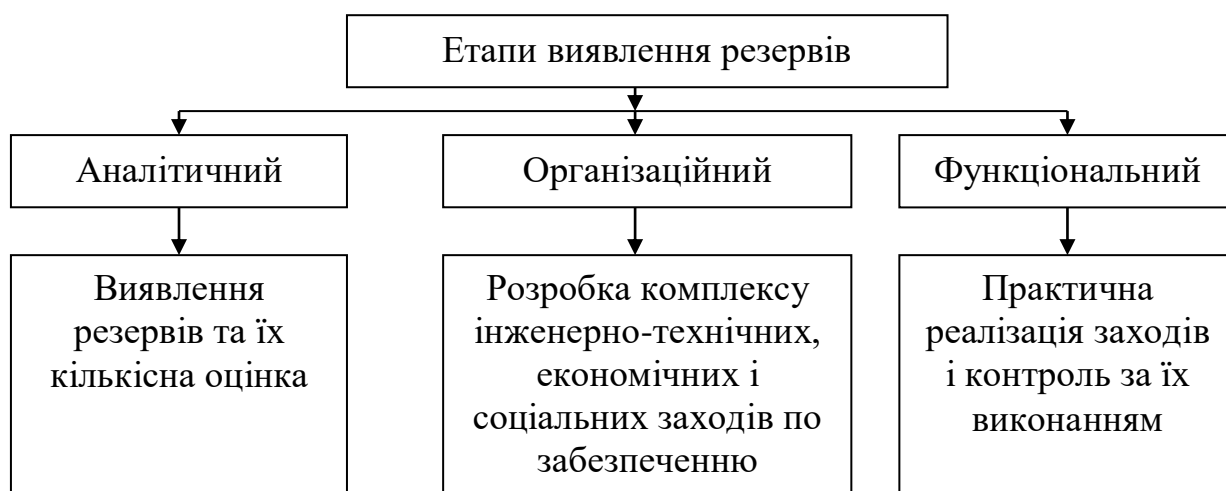 Етапи виявлення резервів
Аналітичний
Організаційний
Функціональний
Виявлення
резервів та їх
кількісна оцінка
Розробка комплексу
інженерно-технічних,
економічних і
соціальних заходів по
забезпеченню
Практична
реалізація заходів
і контроль за їх
виконанням